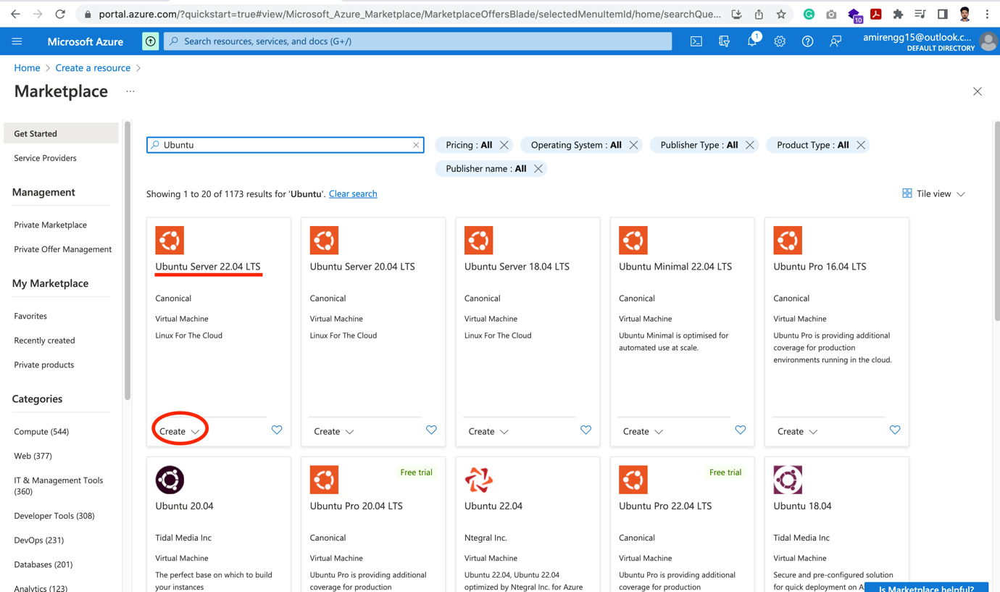 portal.azure.com/?quickstart=true#view/Microsoft_Azure_Marketplace/MarketplaceOffersBlade/selectedMenuItemId/home/searchQue...
10
Microsoft Azure
Search resources, services, and docs (G+/)
1
amirengg15@outlook.c...
DEFAULT DIRECTORY
Home > Create a resource >
Marketplace ...
Get Started
Service Providers
Management
Private Marketplace
Private Offer Management
My Marketplace
Favorites
Recently created
Private products
Categories
Compute (544)
Web (377)
IT & Management Tools
(360)
Developer Tools (308)
DevOps (231)
Databases (201)
Analytics (123)
Ubuntu
Pricing : All
Operating System : All
Publisher Type : All
Product Type : All
Publisher name : All
Showing 1 to 20 of 1173 results for 'Ubuntu'. Clear search
Tile view
Ubuntu Server 22.04 LTS
Canonical
Virtual Machine
Linux For The Cloud
Create
Ubuntu Server 20.04 LTS
Canonical
Virtual Machine
Linux For The Cloud
Create
Ubuntu Server 18.04 LTS
Canonical
Virtual Machine
Linux For The Cloud
Create
Ubuntu Minimal 22.04 LTS
Canonical
Virtual Machine
Ubuntu Minimal is optimised for
automated use at scale.
Create
Ubuntu Pro 16.04 LTS
Canonical
Virtual Machine
Ubuntu Pro is providing additional
coverage for production
environments running in the cloud.
Create
Ubuntu 20.04
Tidal Media Inc
Virtual Machine
The perfect base on which to build
your instances
Free trial
Ubuntu Pro 20.04 LTS
Canonical
Virtual Machine
Ubuntu Pro is providing additional
coverage for production
Ubuntu 22.04
Ntegral Inc.
Virtual Machine
Ubuntu 22.04, Ubuntu 22.04
optimized by Ntegral Inc. for Azure
Free trial
Ubuntu Pro 22.04 LTS
Canonical
Virtual Machine
Ubuntu Pro is providing additional
coverage for production
Ubuntu 18.04
Tidal Media Inc
Virtual Machine
Secure and pre-configured solution
for quick deployment on
Is Marketplace helpful?